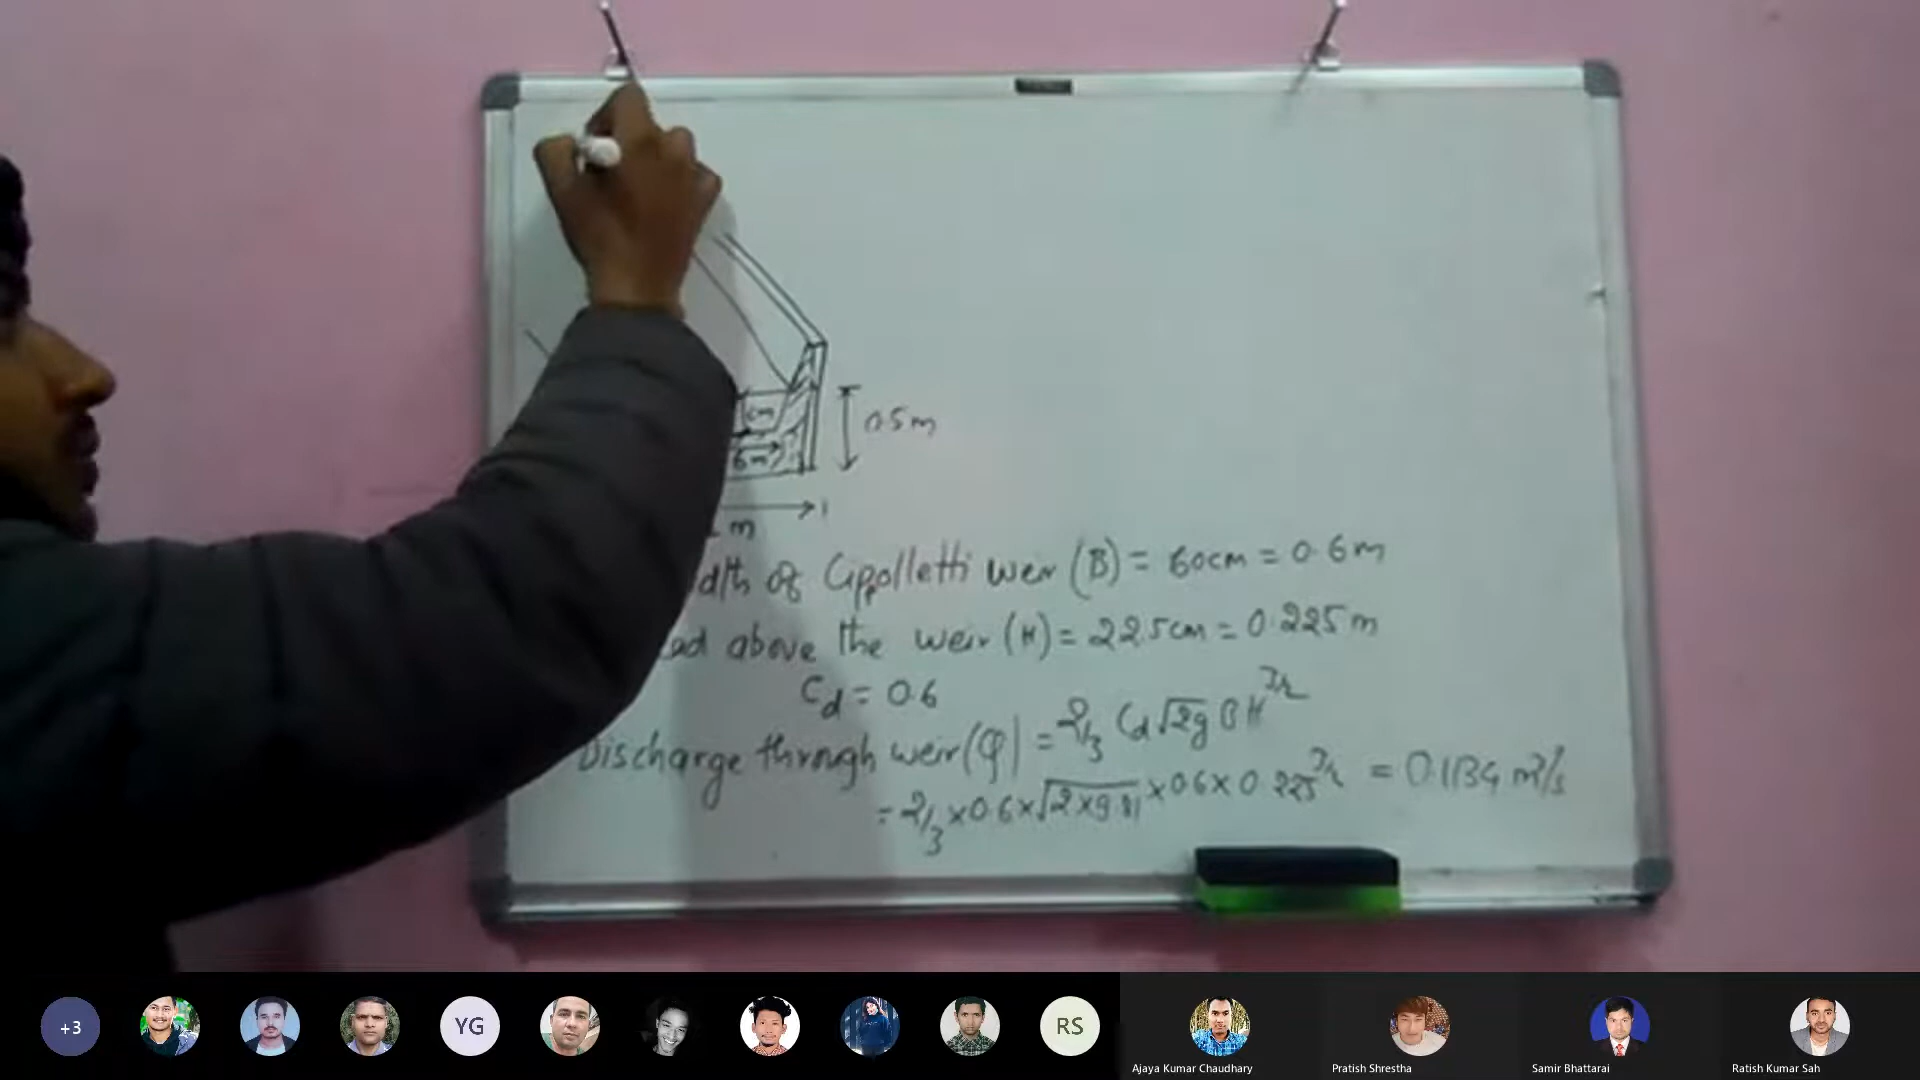 cm
0.5m
6m
m
dth of Cippolletti weir (B) = 60cm = 0.6m
ead above the weir (H) = 22.5cm = 0.225m
Cd = 0.6
Discharge through weir (Q) = 2/3 Cd √2g B H^3/2
= 2/3 × 0.6 × √2×9.81 × 0.6 × 0.225^3/2 = 0.1134 m³/s
+3
YG
RS
Ajaya Kumar Chaudhary
Pratish Shrestha
Samir Bhattarai
Ratish Kumar Sah